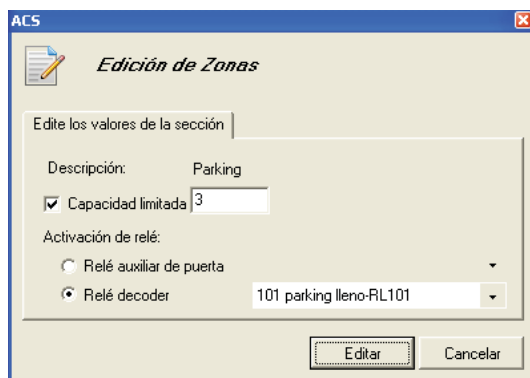 ACS
Edición de Zonas
Edite los valores de la sección
Descripción: Parking
Capacidad limitada 3
Activación de relé:
Relé auxiliar de puerta
Relé decoder 101 parking lleno-RL101
Editar Cancelar